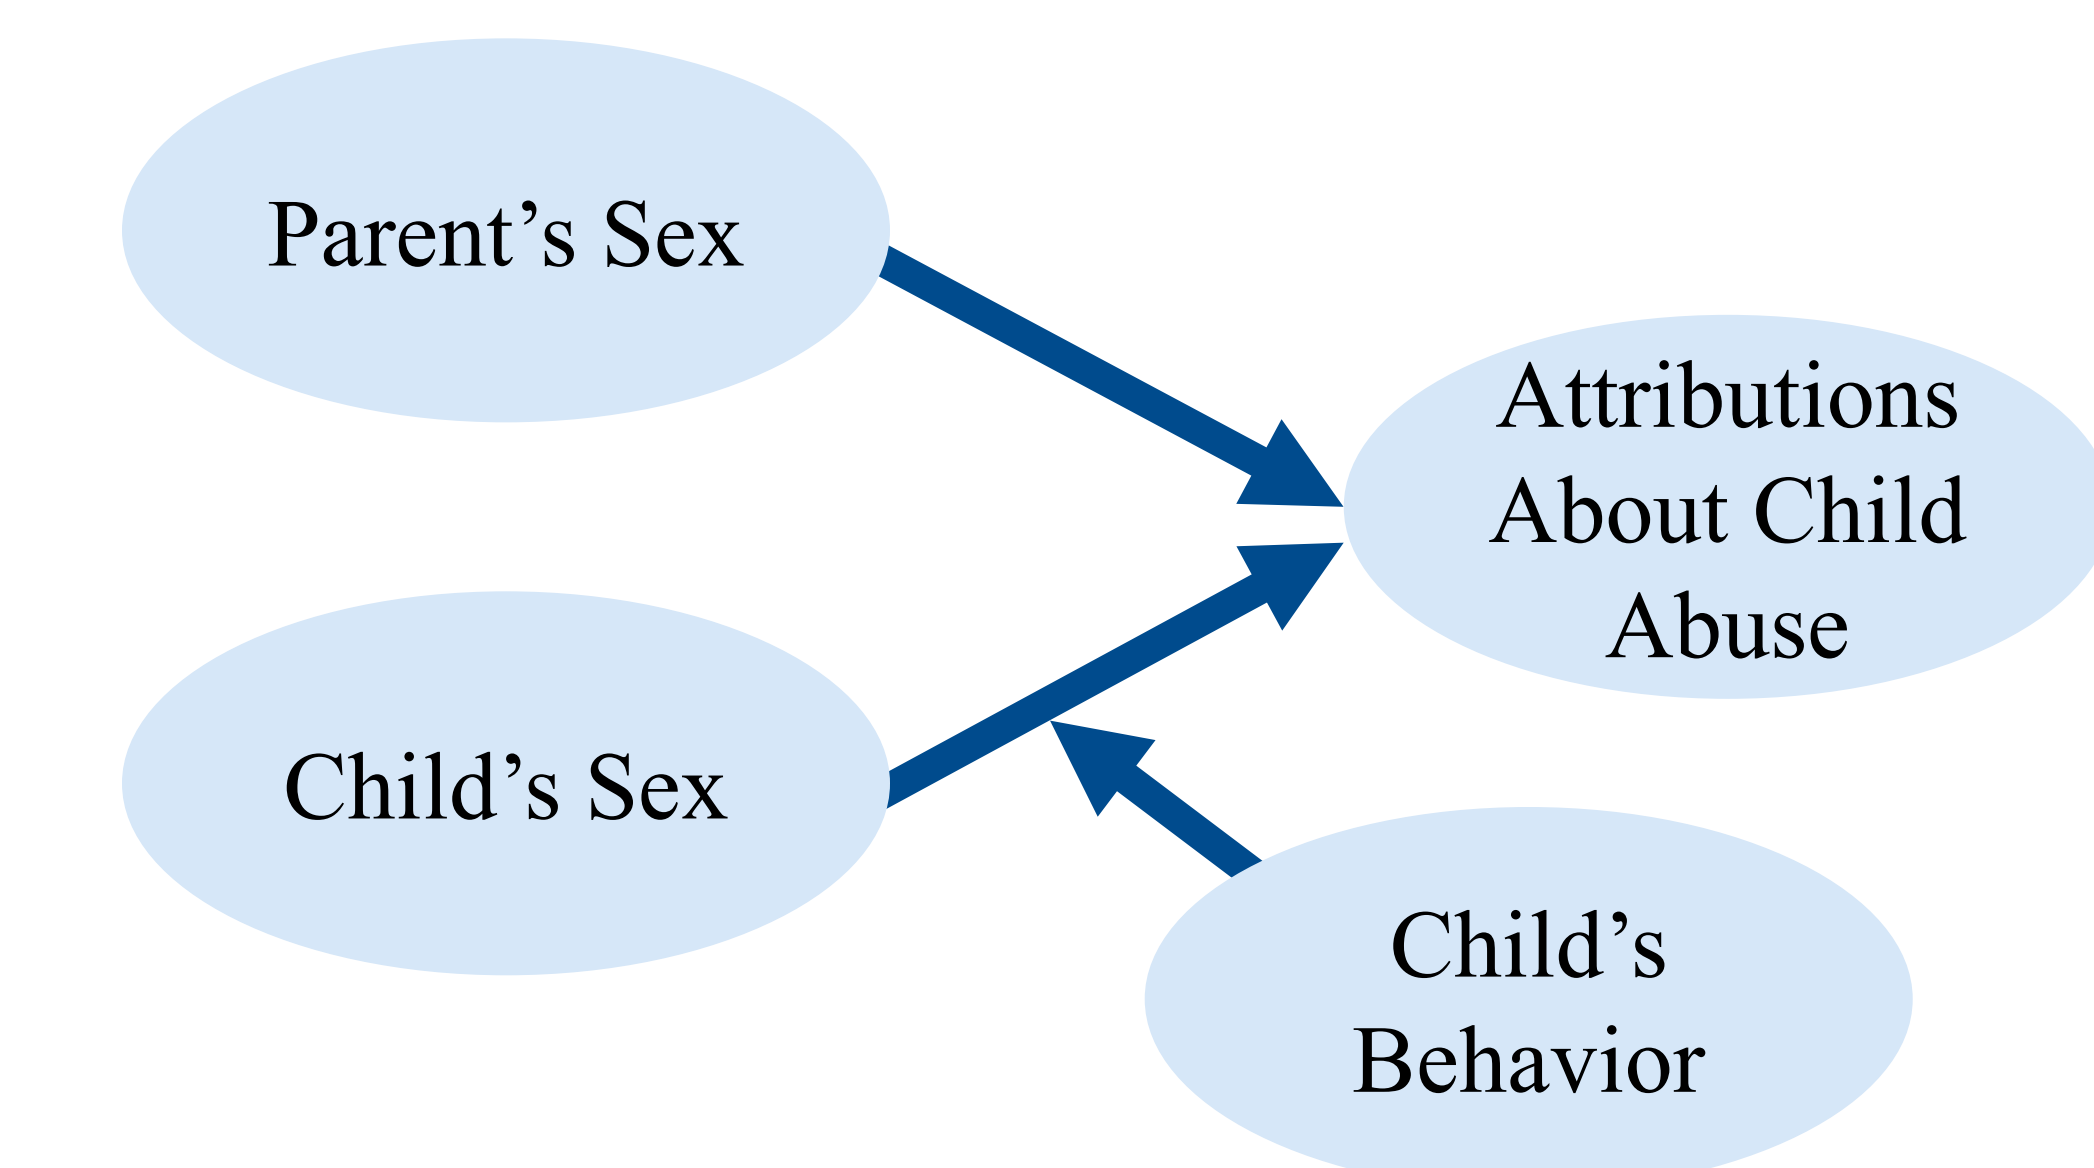 Parent’s Sex
Attributions
About Child
Abuse
Child’s Sex
Child’s
Behavior